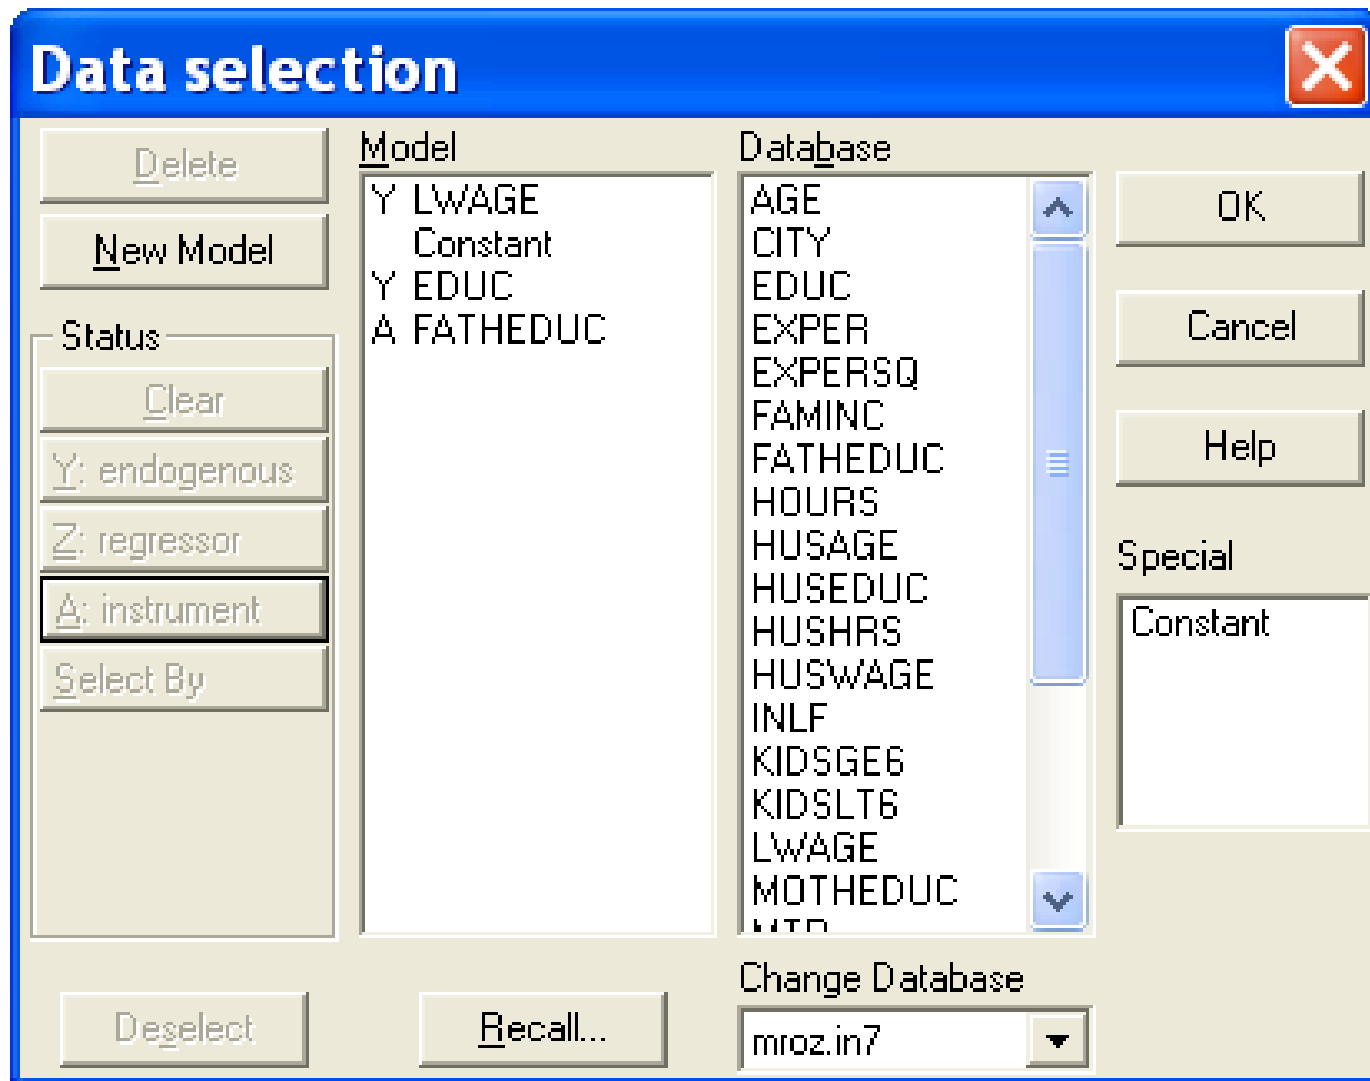 Data selection
Delete
New Model
Status
Clear
Y: endogenous
Z: regressor
A: instrument
Select By
Deselect
Model
Y LWAGE
Constant
Y EDUC
A FATHEDUC
Recall...
Database
AGE
CITY
EDUC
EXPER
EXPERSQ
FAMINC
FATHEDUC
HOURS
HUSAGE
HUSEDUC
HUSHRS
HUSWAGE
INLF
KIDSGE6
KIDSLT6
LWAGE
MOTHEDUC
Change Database
mroz.in7
OK
Cancel
Help
Special
Constant